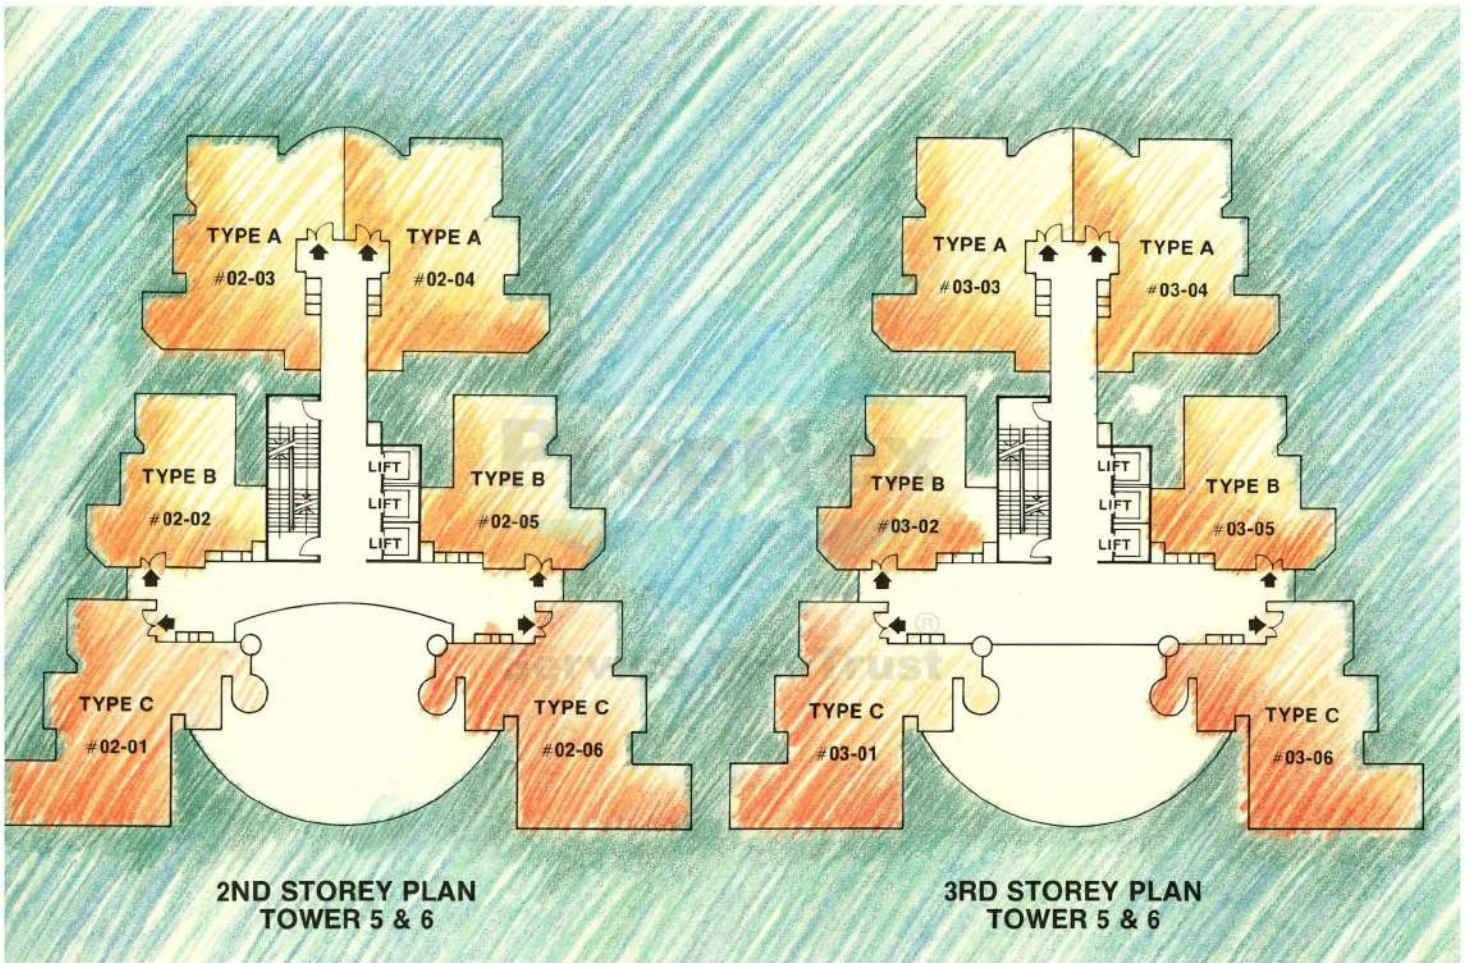 TYPE A
#02-03
TYPE A
#02-04
TYPE B
#02-02
LIFT
LIFT
LIFT
TYPE B
#02-05
TYPE C
#02-01
TYPE C
#02-06
2ND STOREY PLAN
TOWER 5 & 6
TYPE A
#03-03
TYPE A
#03-04
TYPE B
#03-02
LIFT
LIFT
LIFT
TYPE B
#03-05
TYPE C
#03-01
TYPE C
#03-06
3RD STOREY PLAN
TOWER 5 & 6
®
Trust